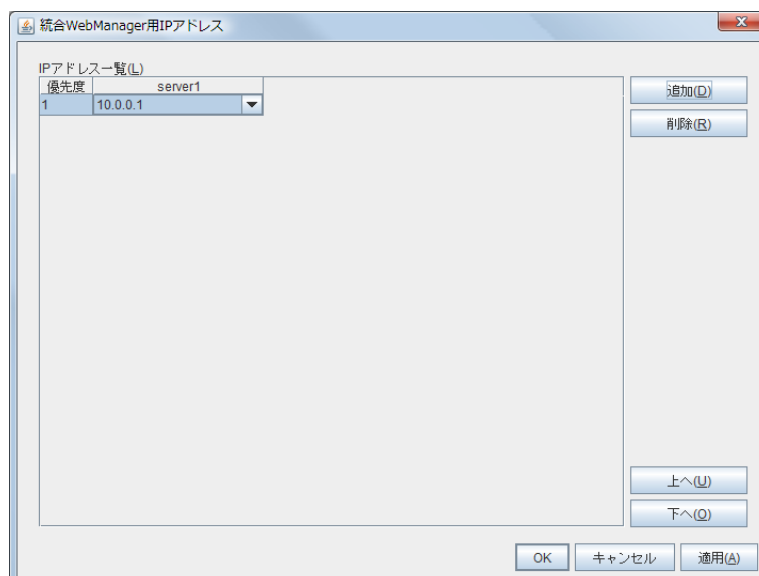 統合WebManager用IPアドレス
IPアドレス一覧(L)
優先度 server1
1 10.0.0.1
追加(D)
削除(R)
上へ(U)
下へ(O)
OK キャンセル 適用(A)